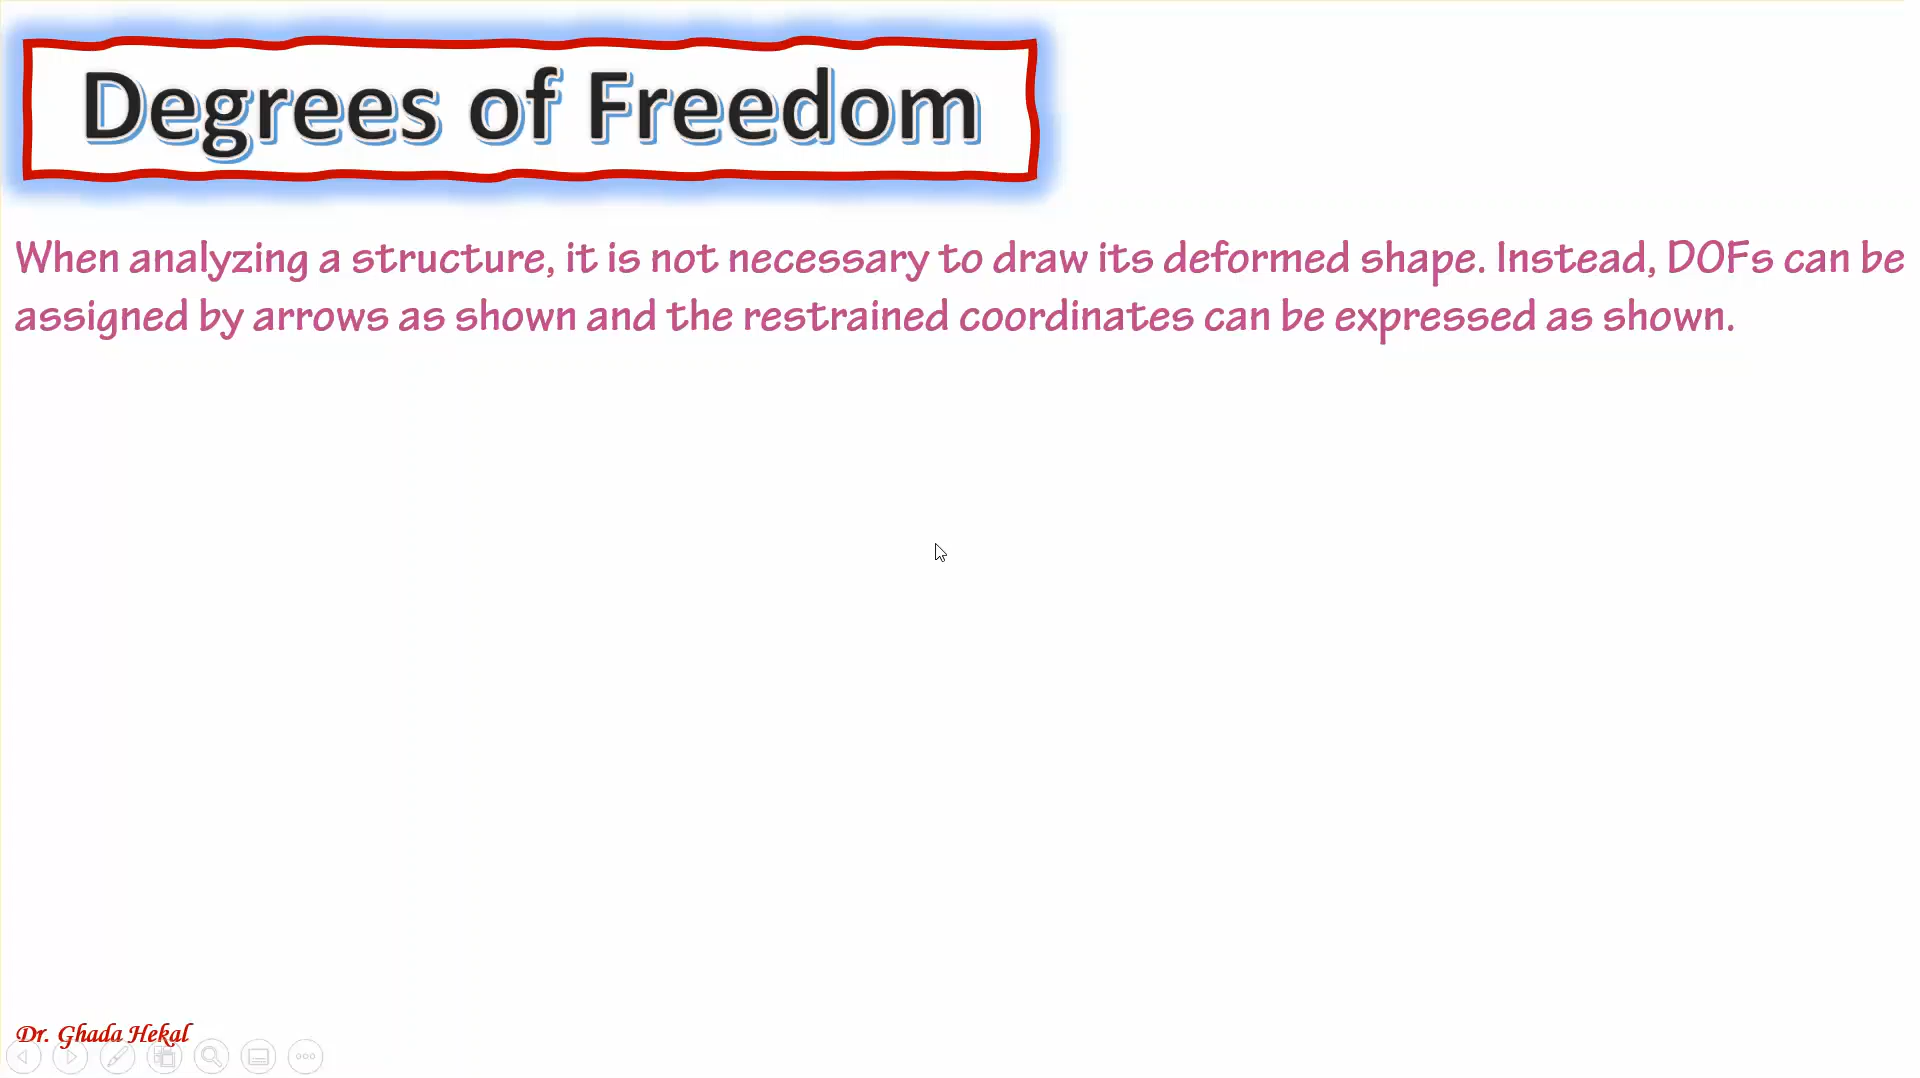 Degrees of Freedom
When analyzing a structure, it is not necessary to draw its deformed shape. Instead, DOFs can be
assigned by arrows as shown and the restrained coordinates can be expressed as shown.
Dr. Ghada Hekal